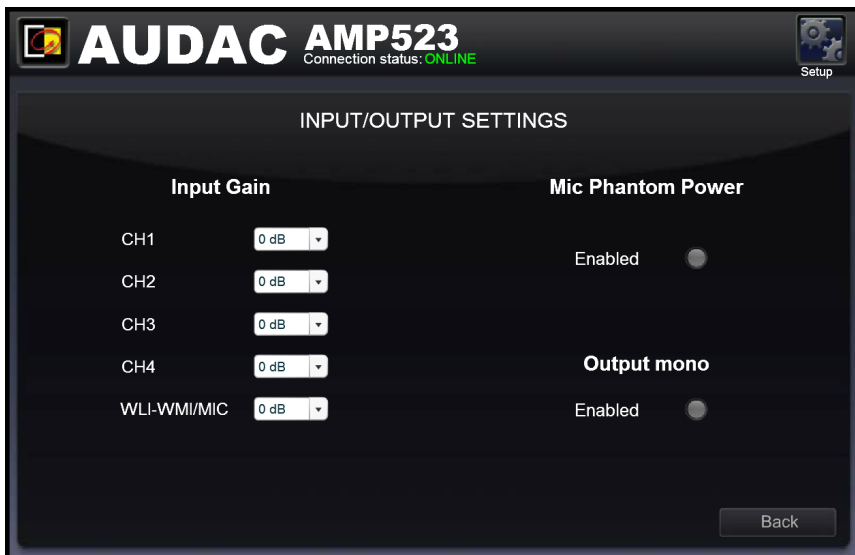 AUDAC AMP523
Connection status: ONLINE
Setup
INPUT/OUTPUT SETTINGS
Input Gain
Mic Phantom Power
CH1 0 dB
Enabled
CH2 0 dB
CH3 0 dB
CH4 0 dB
Output mono
WLI-WMI/MIC 0 dB
Enabled
Back